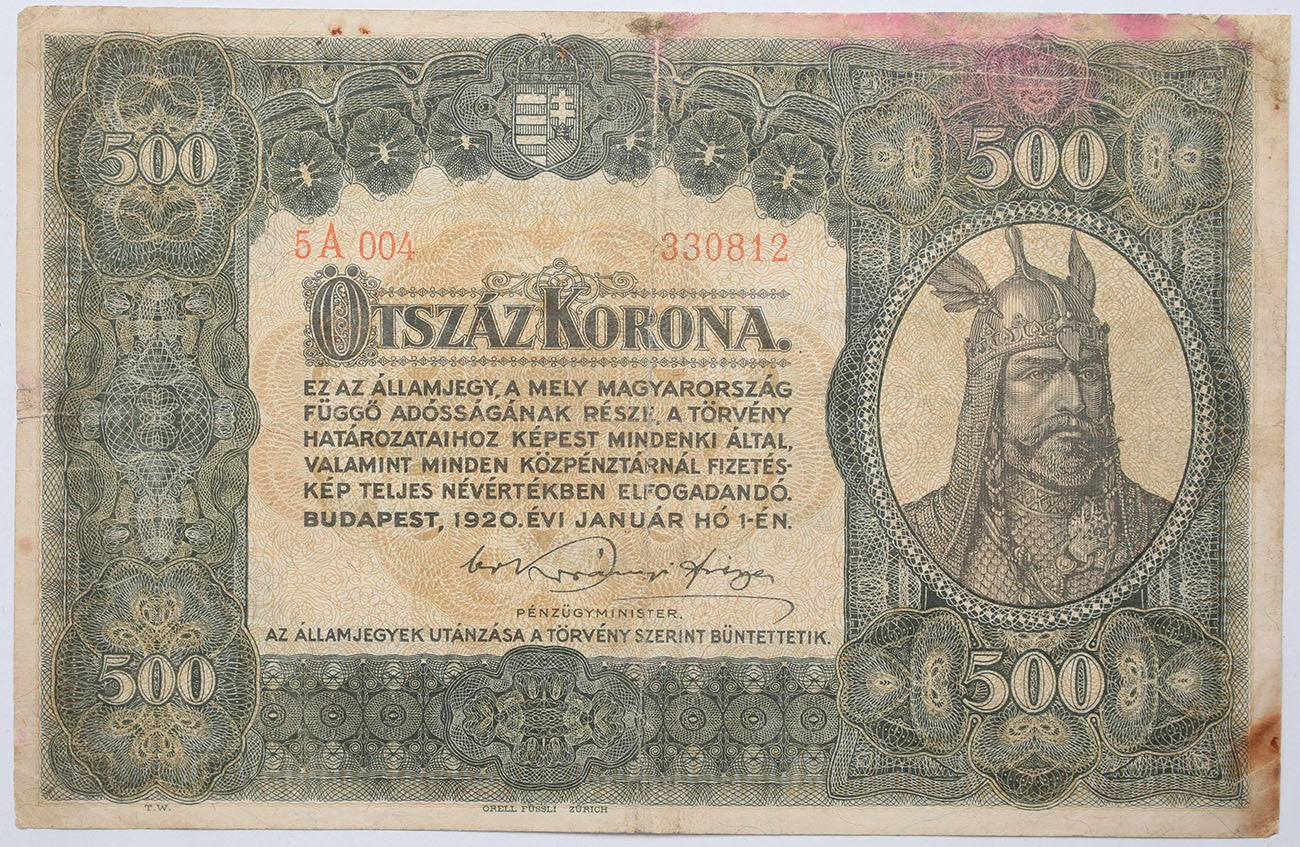 500
500
5A 004 330812
ÖTSZÁZ KORONA.
EZ AZ ÁLLAMJEGY, A MELY MAGYARORSZÁG
FÜGGŐ ADÓSSÁGÁNAK RÉSZE, A TÖRVÉNY
HATÁROZATAIHOZ KÉPEST MINDENKI ÁLTAL,
VALAMINT MINDEN KÖZPÉNZTÁRNÁL FIZETÉS-
KÉP TELJES NÉVÉRTÉKBEN ELFOGADANDÓ.
BUDAPEST, 1920. ÉVI JANUÁR HÓ 1-ÉN.
PÉNZÜGYMINISTER.
AZ ÁLLAMJEGYEK UTÁNZÁSA A TÖRVÉNY SZERINT BÜNTETTETIK.
500
500
T.W. ORELL FÜSSLI ZÜRICH